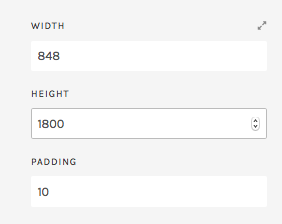 WIDTH
848
HEIGHT
1800
PADDING
10